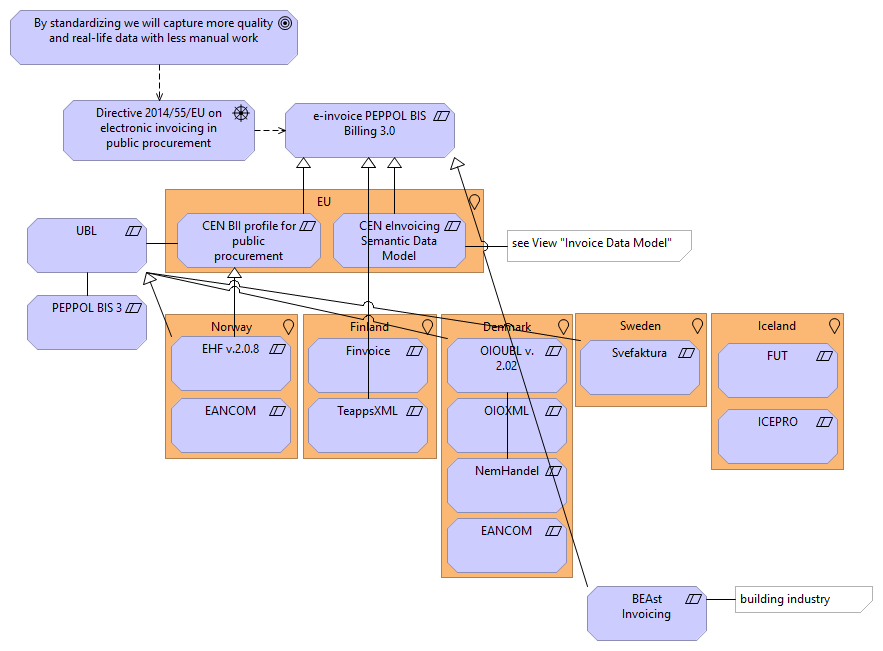 By standardizing we will capture more quality
and real-life data with less manual work
Directive 2014/55/EU on
electronic invoicing in
public procurement
e-invoice PEPPOL BIS
Billing 3.0
EU
UBL
CEN BII profile for
public
procurement
CEN eInvoicing
Semantic Data
Model
see View "Invoice Data Model"
PEPPOL BIS 3
Norway
EHF v.2.0.8
EANCOM
Finland
Finvoice
TeappsXML
Denmark
OIOUBL v.
2.02
OIOXML
NemHandel
EANCOM
Sweden
Svefaktura
Iceland
FUT
ICEPRO
BEAst
Invoicing
building industry